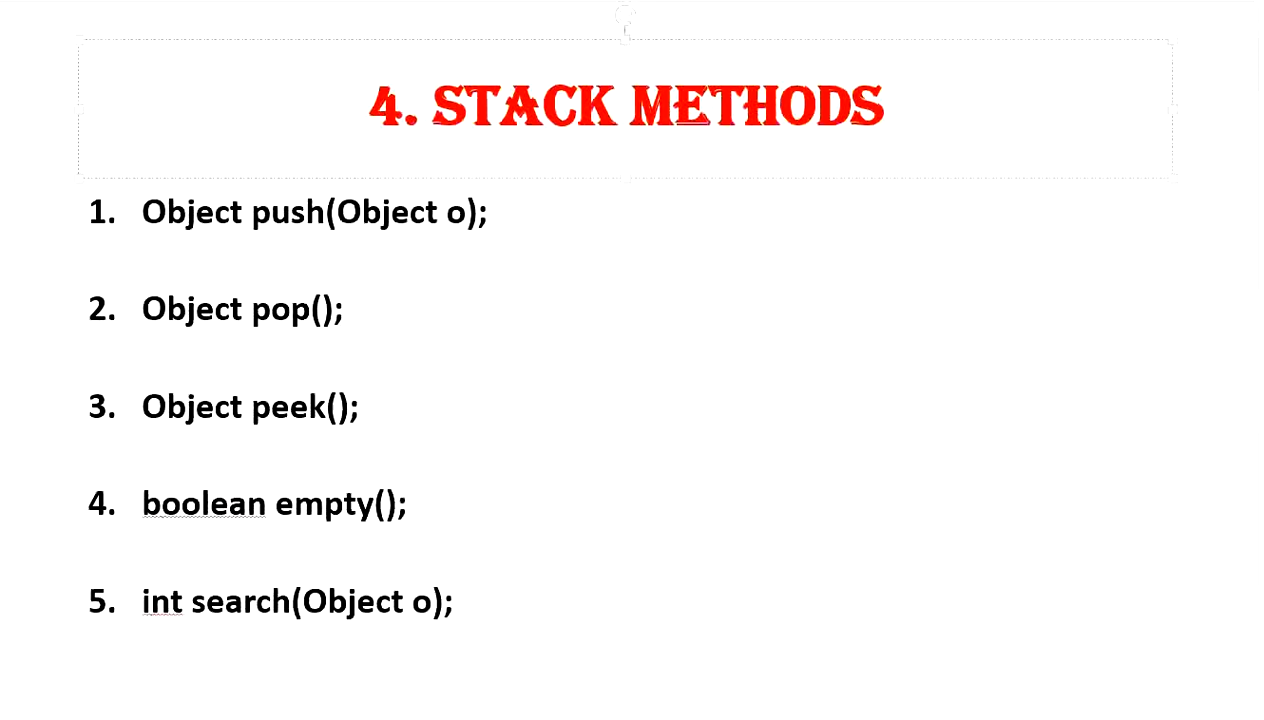 4. STACK METHODS
1. Object push(Object o);
2. Object pop();
3. Object peek();
4. boolean empty();
5. int search(Object o);